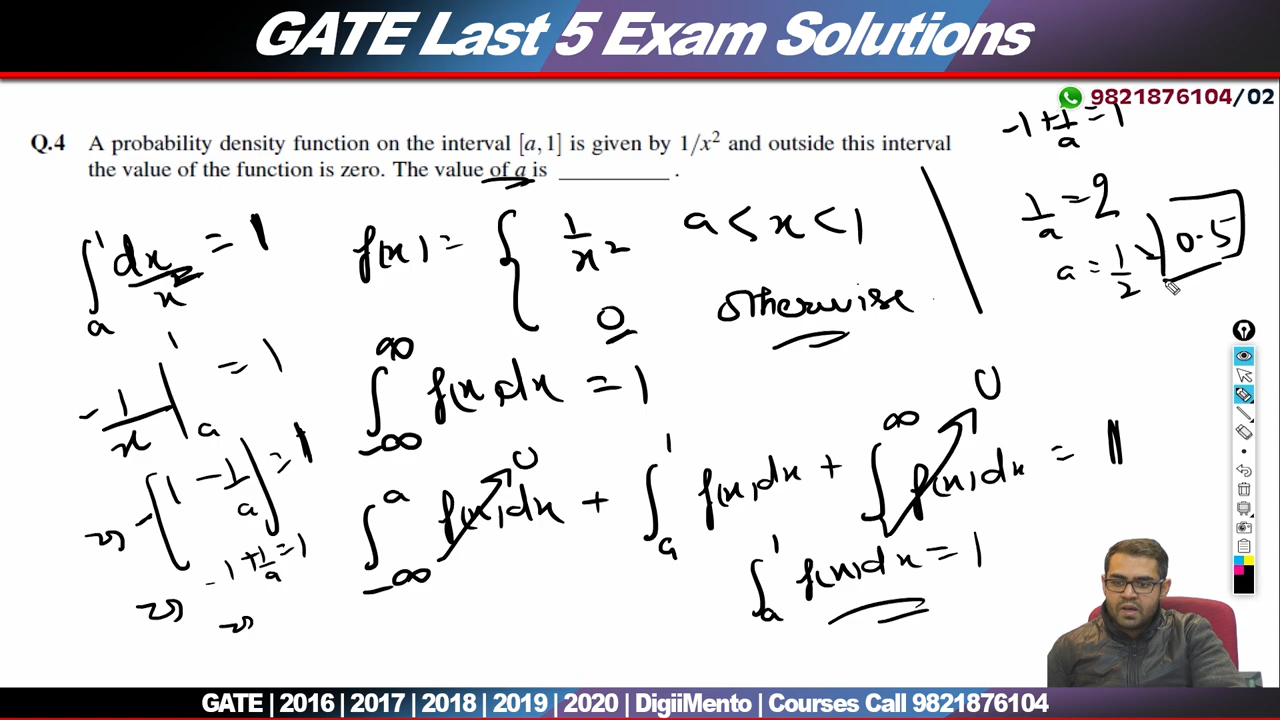 GATE Last 5 Exam Solutions
9821876104/02
Q.4 A probability density function on the interval [a, 1] is given by 1/x² and outside this interval
the value of the function is zero. The value of a is __________ .
∫ₐ¹ dx/x² = 1
-1/x |ₐ¹ = 1
⇒ -[1 - 1/a] = 1
⇒ -1 + 1/a = 1
⇒
f(x) = { 1/x² a < x < 1
0 otherwise
∫₋∞^∞ f(x)dx = 1
∫₋∞^a f(x)dx 0 + ∫ₐ¹ f(x)dx + ∫₁^∞ f(x)dx 0 = 1
∫ₐ¹ f(x)dx = 1
-1 + 1/a = 1
1/a = 2
a = 1/2 ⇒ 0.5
GATE | 2016 | 2017 | 2018 | 2019 | 2020 | DigiiMento | Courses Call 9821876104